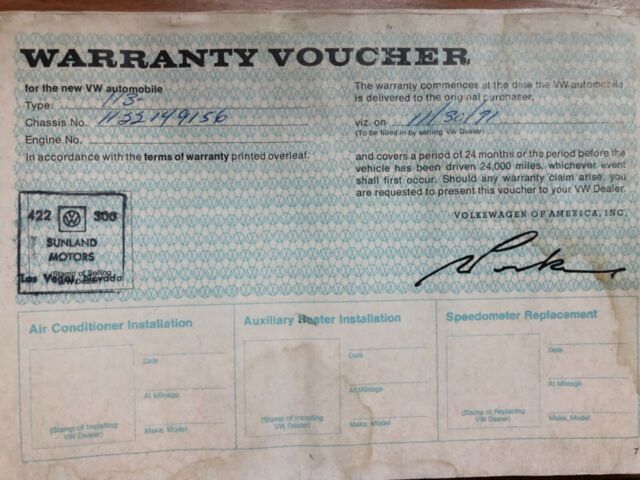 WARRANTY VOUCHER
for the new VW automobile
Type: 113-
Chassis No. 1122149156
Engine No.
In accordance with the terms of warranty printed overleaf.
The warranty commences at the date the VW automobile
is delivered to the original purchaser,
viz. on 11/30/71
(To be filled in by selling VW Dealer)
and covers a period of 24 months or the period before the
vehicle has been driven 24,000 miles, whichever event
shall first occur. Should any warranty claim arise, you
are requested to present this voucher to your VW Dealer.
VOLKSWAGEN OF AMERICA, INC.
422 300
SUNLAND
MOTORS
Las Vegas, Nevada
(Stamp of Selling
VW Dealer)
Air Conditioner Installation
Date
At Mileage
Make, Model
(Stamp of Installing
VW Dealer)
Auxiliary Heater Installation
Date
At Mileage
Make, Model
(Stamp of Installing
VW Dealer)
Speedometer Replacement
Date
At Mileage
Make, Model
(Stamp of Replacing
VW Dealer)
7